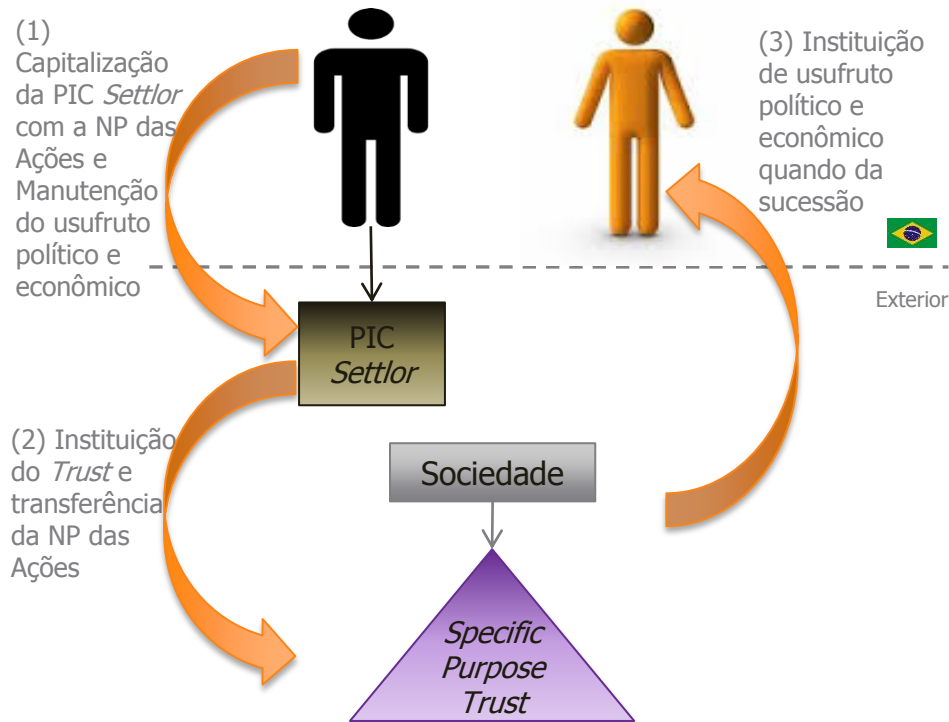 (1)
Capitalização
da PIC Settlor
com a NP das
Ações e
Manutenção
do usufruto
político e
econômico
(3) Instituição
de usufruto
político e
econômico
quando da
sucessão
Exterior
PIC
Settlor
(2) Instituição
do Trust e
transferência
da NP das
Ações
Sociedade
Specific
Purpose
Trust